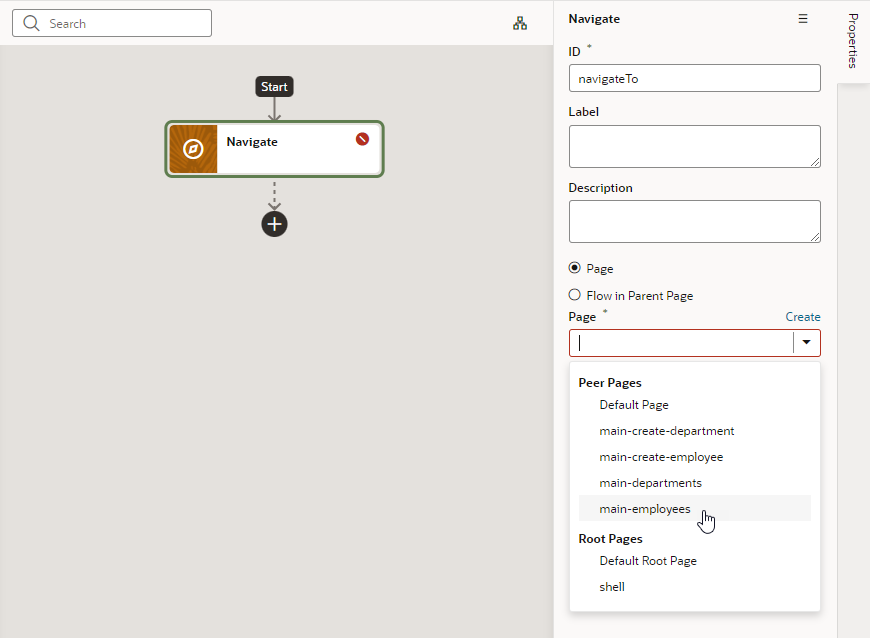 Search
Start
Navigate
Navigate
Properties
ID *
navigateTo
Label
Description
Page
Flow in Parent Page
Page *
Create
Peer Pages
Default Page
main-create-department
main-create-employee
main-departments
main-employees
Root Pages
Default Root Page
shell